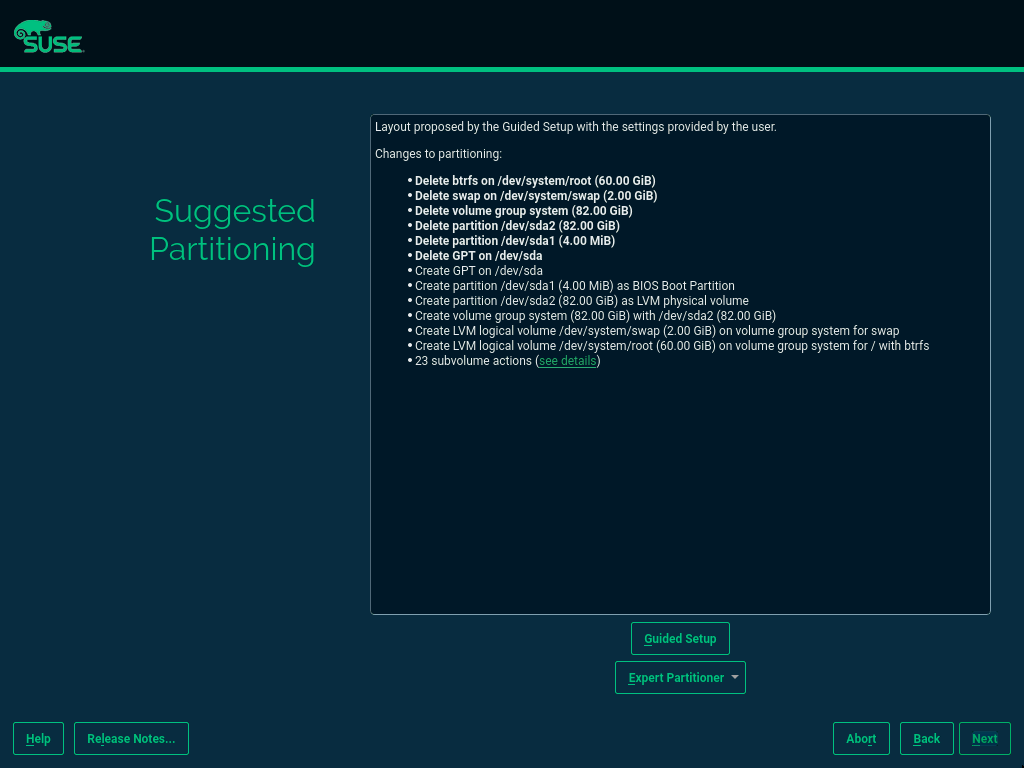 SUSE
Suggested
Partitioning
Layout proposed by the Guided Setup with the settings provided by the user.
Changes to partitioning:
• Delete btrfs on /dev/system/root (60.00 GiB)
• Delete swap on /dev/system/swap (2.00 GiB)
• Delete volume group system (82.00 GiB)
• Delete partition /dev/sda2 (82.00 GiB)
• Delete partition /dev/sda1 (4.00 MiB)
• Delete GPT on /dev/sda
• Create GPT on /dev/sda
• Create partition /dev/sda1 (4.00 MiB) as BIOS Boot Partition
• Create partition /dev/sda2 (82.00 GiB) as LVM physical volume
• Create volume group system (82.00 GiB) with /dev/sda2 (82.00 GiB)
• Create LVM logical volume /dev/system/swap (2.00 GiB) on volume group system for swap
• Create LVM logical volume /dev/system/root (60.00 GiB) on volume group system for / with btrfs
• 23 subvolume actions (see details)
Guided Setup
Expert Partitioner
Help
Release Notes...
Abort
Back
Next